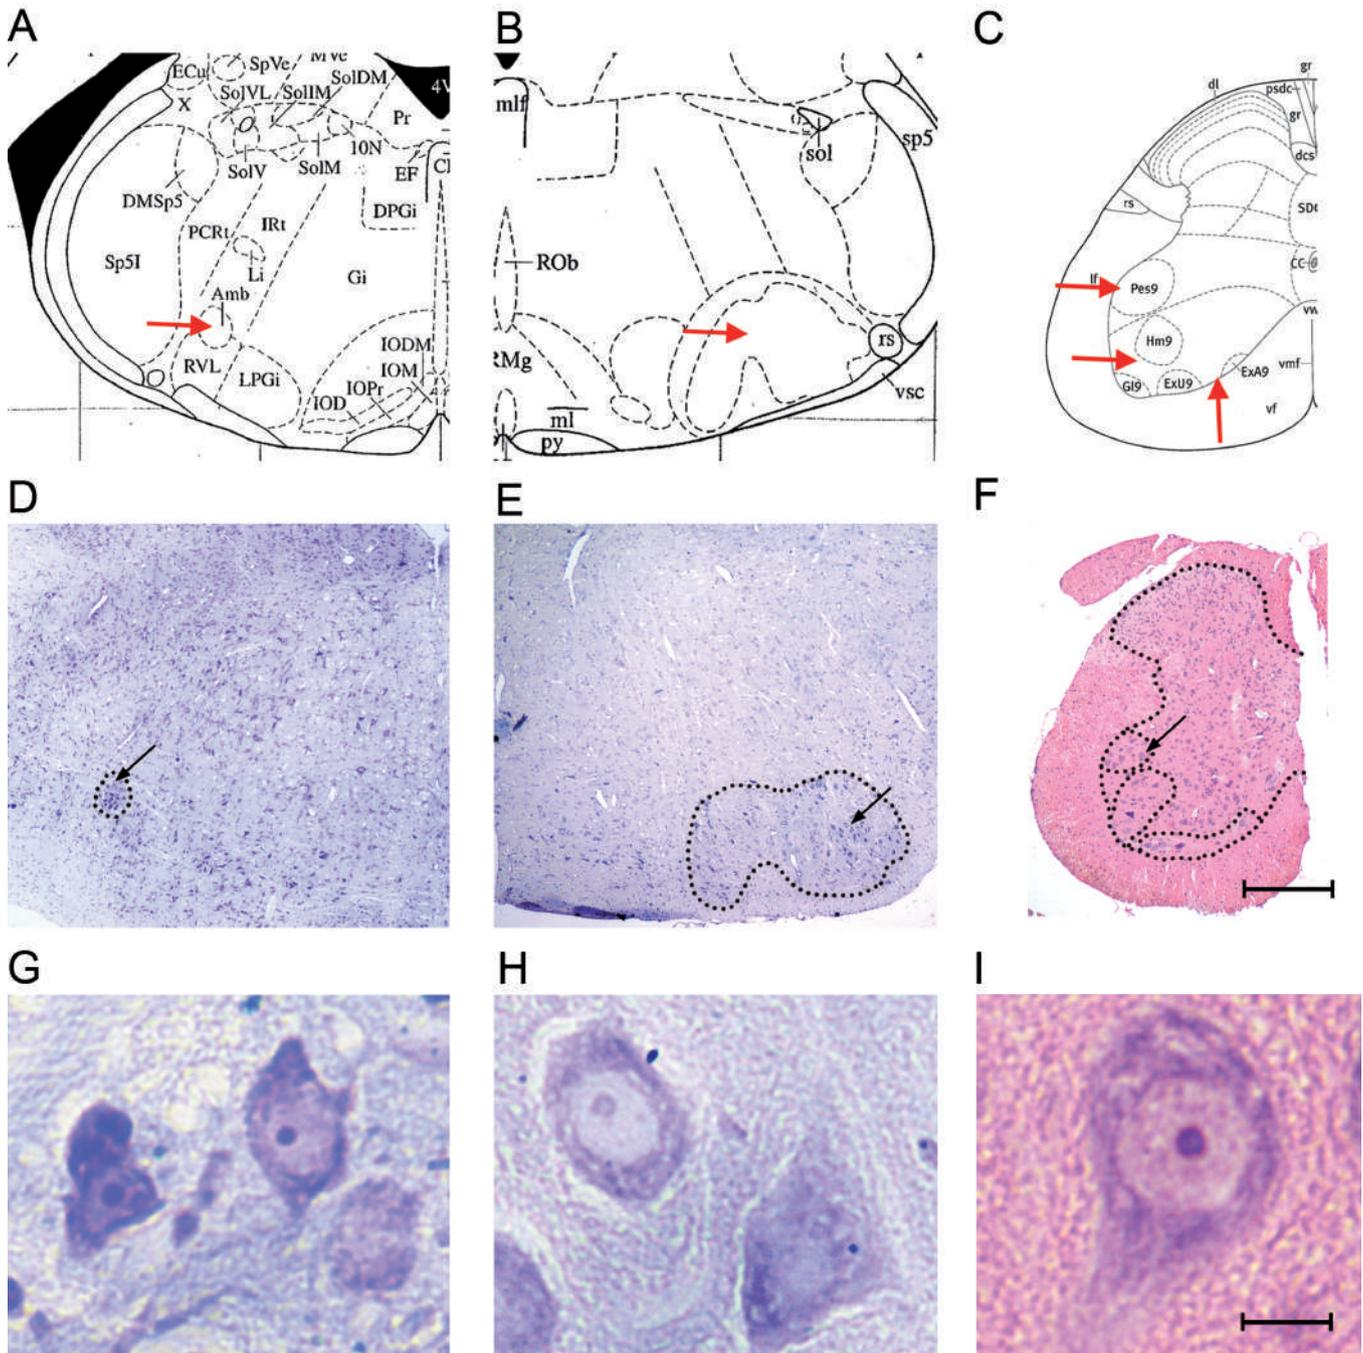 A
B
C
ECu
SpVe
MVe
SolDM
SolVL
SolIM
4V
X
Pr
10N
SolV
SolM
EF
DMSp5
DPGi
PCRt
IRt
Sp5I
Li
Gi
Amb
IODM
RVL
LPGi
IOM
IOPr
IOD
mlf
sol
sp5
ROb
rs
RMg
vsc
ml
py
gr
dl
psdc
gr
dcs
rs
CC
lf
Pes9
Hm9
Gl9
ExU9
ExA9
vmf
vf
D
E
F
G
H
I